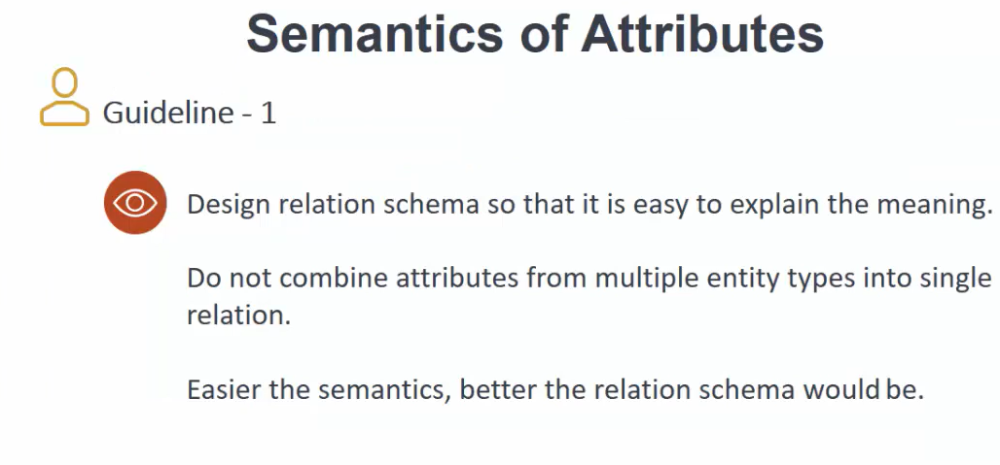 Semantics of Attributes
Guideline - 1
Design relation schema so that it is easy to explain the meaning.
Do not combine attributes from multiple entity types into single
relation.
Easier the semantics, better the relation schema would be.